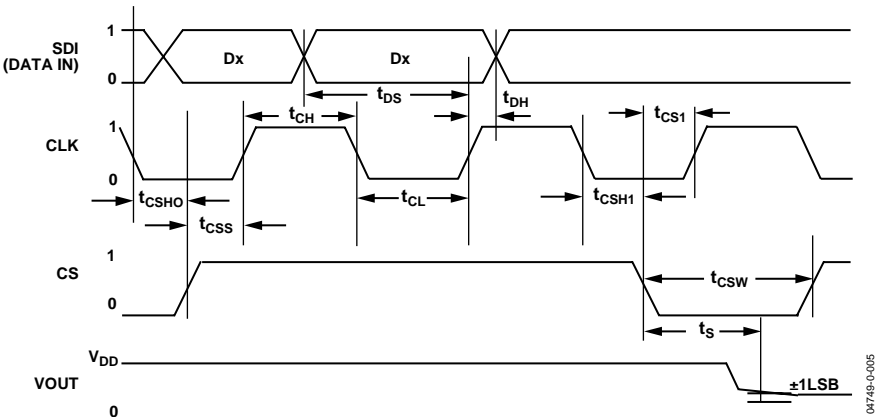 1
SDI
(DATA IN)
Dx
Dx
0
tDS
tDH
tCH
tCS1
1
CLK
0
tCSHO
tCL
tCSH1
tCSS
1
CS
tCSW
0
tS
VDD
VOUT
±1LSB
0
04749-0-005